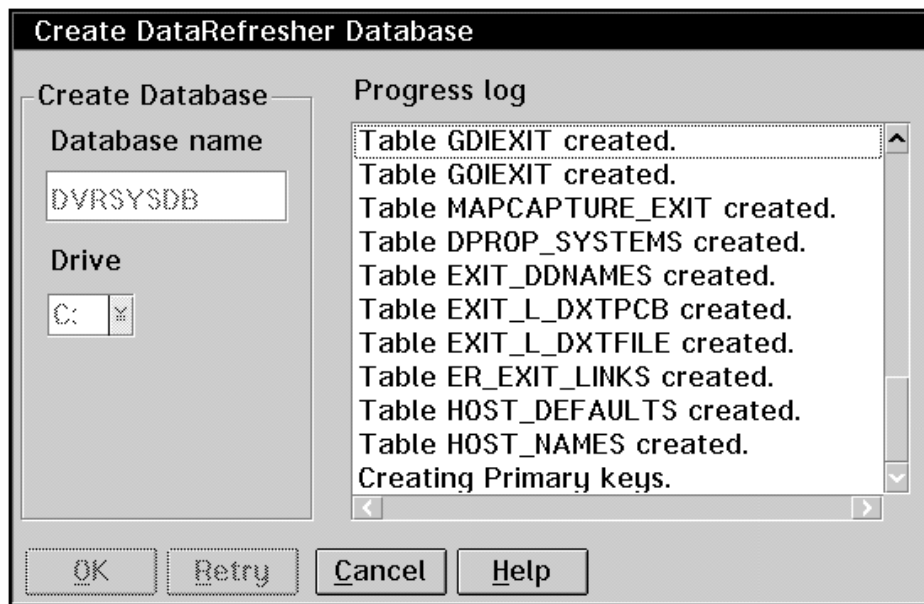 Create DataRefresher Database
Create Database
Database name
DVRSYSDB
Drive
C:
Progress log
Table GDIEXIT created.
Table GOIEXIT created.
Table MAPCAPTURE_EXIT created.
Table DPROP_SYSTEMS created.
Table EXIT_DDNAMES created.
Table EXIT_L_DXTPCB created.
Table EXIT_L_DXTFILE created.
Table ER_EXIT_LINKS created.
Table HOST_DEFAULTS created.
Table HOST_NAMES created.
Creating Primary keys.
OK
Retry
Cancel
Help